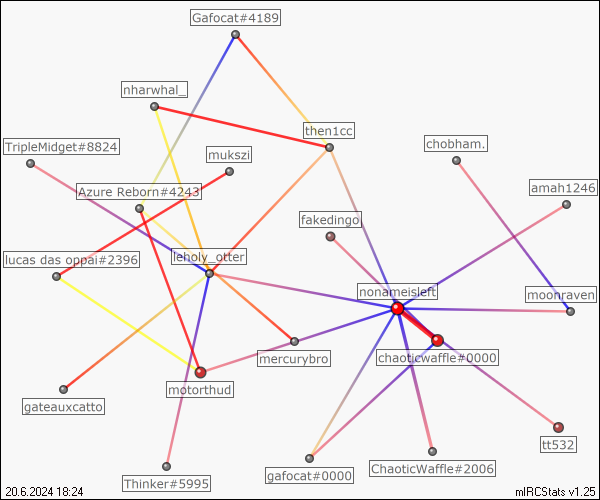 Gafocat#4189
nharwhal_
then1cc
TripleMidget#8824
mukszi
chobham.
Azure Reborn#4243
amah1246
fakedingo
lucas das oppai#2396
leholy_otter
nonameisleft
moonraven
mercurybro
chaoticwaffle#0000
motorthud
gateauxcatto
tt532
Thinker#5995
gafocat#0000
ChaoticWaffle#2006
20.6.2024 18:24
mIRCStats v1.25